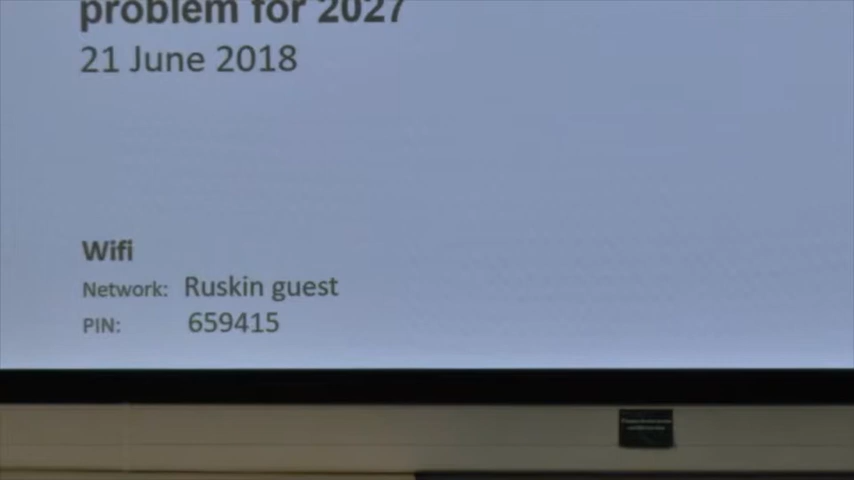 problem for 2027
21 June 2018
Wifi
Network: Ruskin guest
PIN: 659415